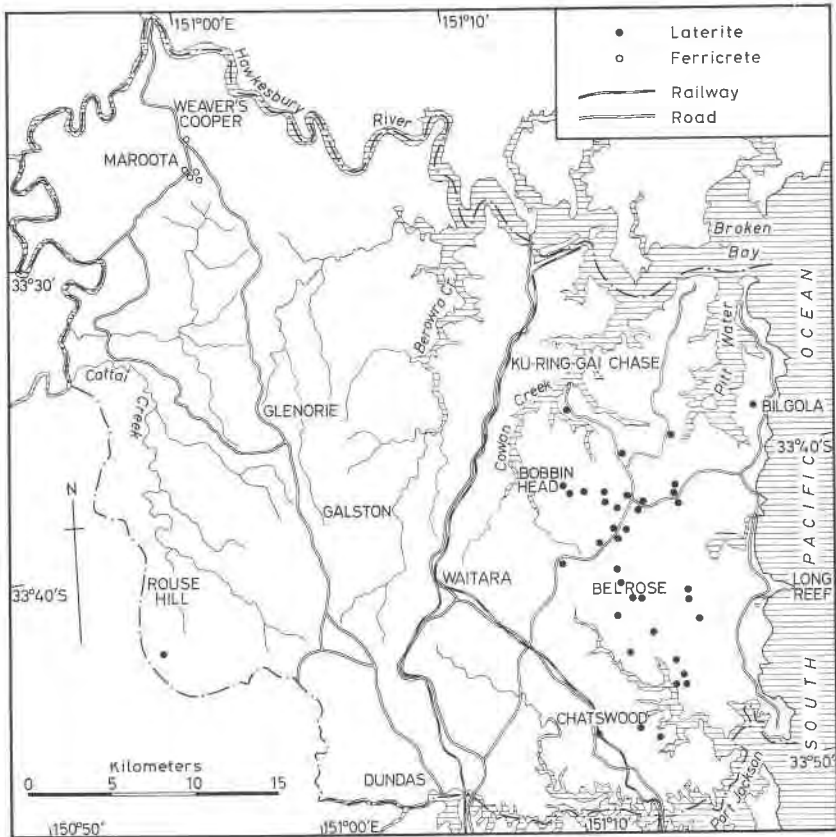 151°00'E
151°10'
Laterite
Ferricrete
Railway
Road
Hawkesbury
River
WEAVER'S
COOPER
MAROOTA
Broken
Bay
33°30'
Berowra Cr.
Pitt Water
OCEAN
KU-RING-GAI CHASE
Cattai
Creek
GLENORIE
Cowan Creek
BILGOLA
33°40'S
BOBBIN
HEAD
N
GALSTON
PACIFIC
ROUSE
HILL
33°40'S
WAITARA
BELROSE
LONG
REEF
SOUTH
CHATSWOOD
Kilometers
0 5 10 15
DUNDAS
Port Jackson
33°50'
150°50'
151°00'E
151°10'